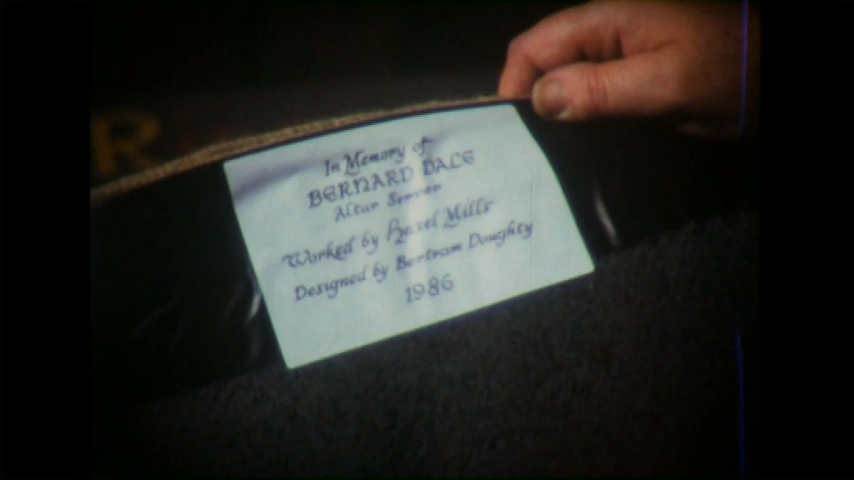 R
In Memory of
BERNARD DALE
Altar Server
Worked by Hazel Mills
Designed by Bertram Doughty
1986